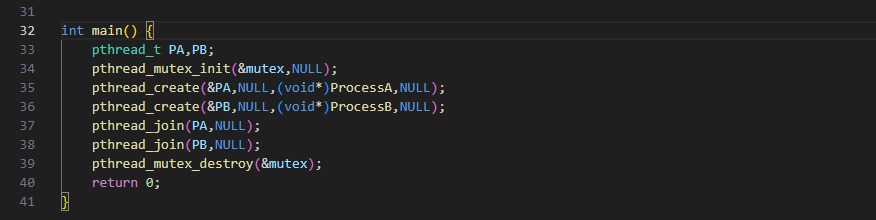 31
32 int main() {
33     pthread_t PA,PB;
34     pthread_mutex_init(&mutex,NULL);
35     pthread_create(&PA,NULL,(void*)ProcessA,NULL);
36     pthread_create(&PB,NULL,(void*)ProcessB,NULL);
37     pthread_join(PA,NULL);
38     pthread_join(PB,NULL);
39     pthread_mutex_destroy(&mutex);
40     return 0;
41 }